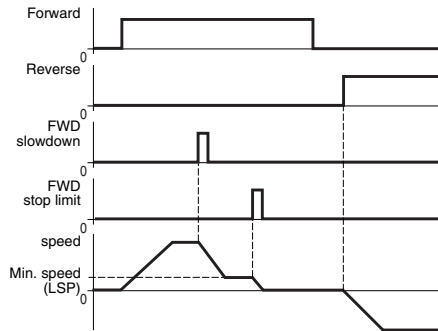 Forward
0
Reverse
0
FWD
slowdown
0
FWD
stop limit
0
speed
Min. speed
(LSP)
0